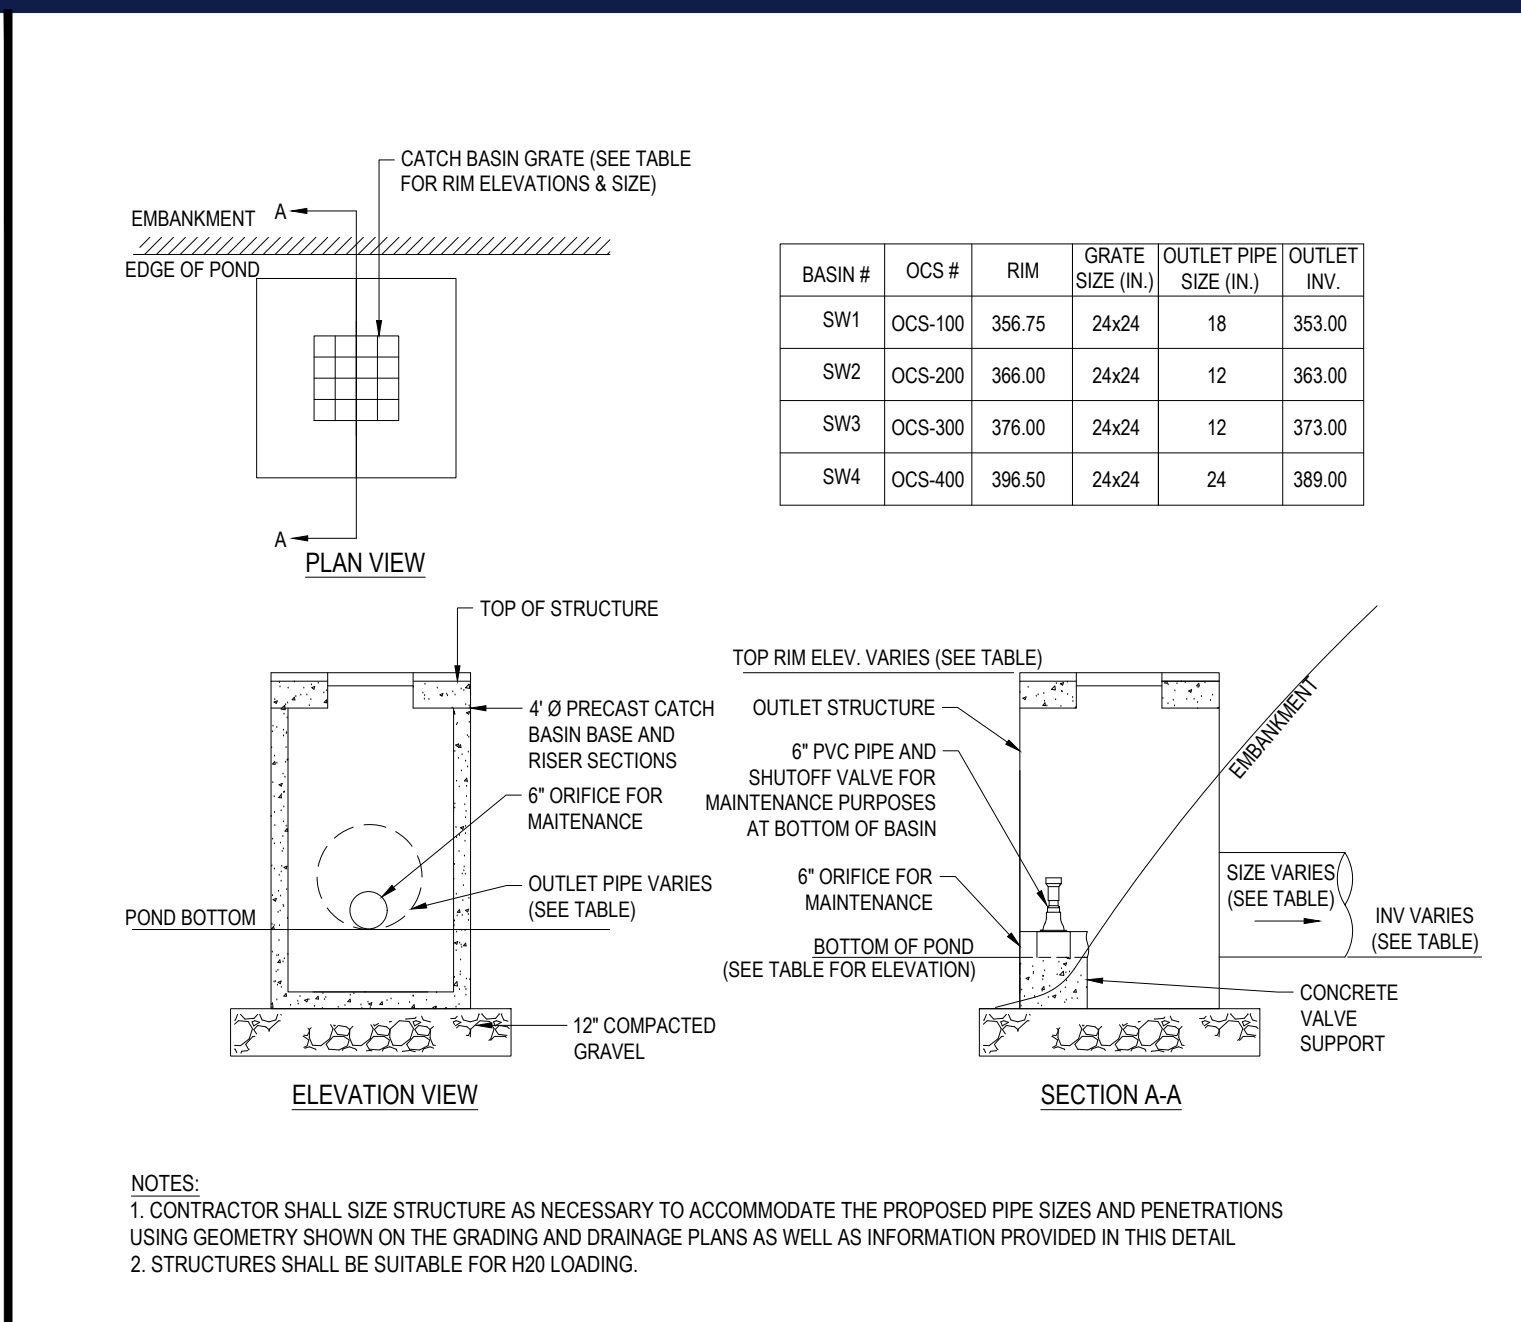 CATCH BASIN GRATE (SEE TABLE
FOR RIM ELEVATIONS & SIZE)
A
EMBANKMENT
EDGE OF POND
A
PLAN VIEW
BASIN # OCS # RIM GRATE SIZE (IN.) OUTLET PIPE SIZE (IN.) OUTLET INV.
SW1 OCS-100 356.75 24x24 18 353.00
SW2 OCS-200 366.00 24x24 12 363.00
SW3 OCS-300 376.00 24x24 12 373.00
SW4 OCS-400 396.50 24x24 24 389.00
TOP OF STRUCTURE
4' Ø PRECAST CATCH
BASIN BASE AND
RISER SECTIONS
6" ORIFICE FOR
MAITENANCE
OUTLET PIPE VARIES
(SEE TABLE)
POND BOTTOM
12" COMPACTED
GRAVEL
ELEVATION VIEW
TOP RIM ELEV. VARIES (SEE TABLE)
OUTLET STRUCTURE
6" PVC PIPE AND
SHUTOFF VALVE FOR
MAINTENANCE PURPOSES
AT BOTTOM OF BASIN
6" ORIFICE FOR
MAINTENANCE
BOTTOM OF POND
(SEE TABLE FOR ELEVATION)
EMBANKMENT
SIZE VARIES
(SEE TABLE)
INV VARIES
(SEE TABLE)
CONCRETE
VALVE
SUPPORT
SECTION A-A
NOTES:
1. CONTRACTOR SHALL SIZE STRUCTURE AS NECESSARY TO ACCOMMODATE THE PROPOSED PIPE SIZES AND PENETRATIONS
USING GEOMETRY SHOWN ON THE GRADING AND DRAINAGE PLANS AS WELL AS INFORMATION PROVIDED IN THIS DETAIL
2. STRUCTURES SHALL BE SUITABLE FOR H20 LOADING.